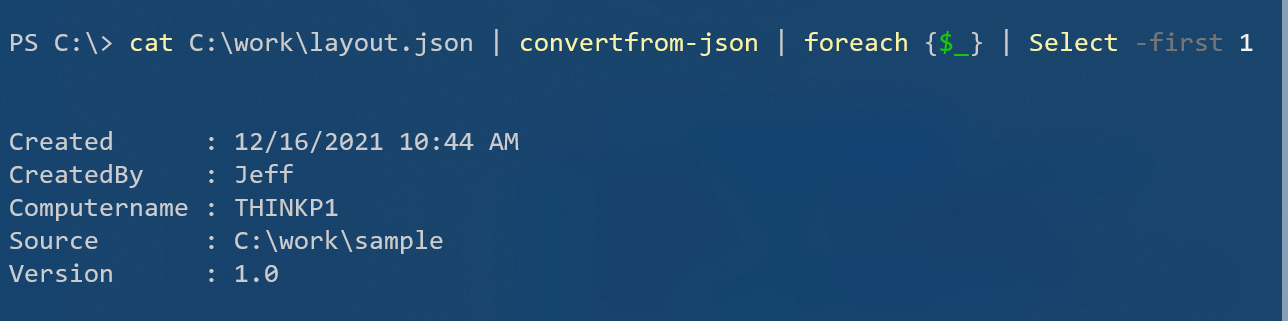 PS C:\> cat C:\work\layout.json | convertfrom-json | foreach {$_} | Select -first 1
Created      : 12/16/2021 10:44 AM
CreatedBy    : Jeff
Computername : THINKP1
Source       : C:\work\sample
Version      : 1.0